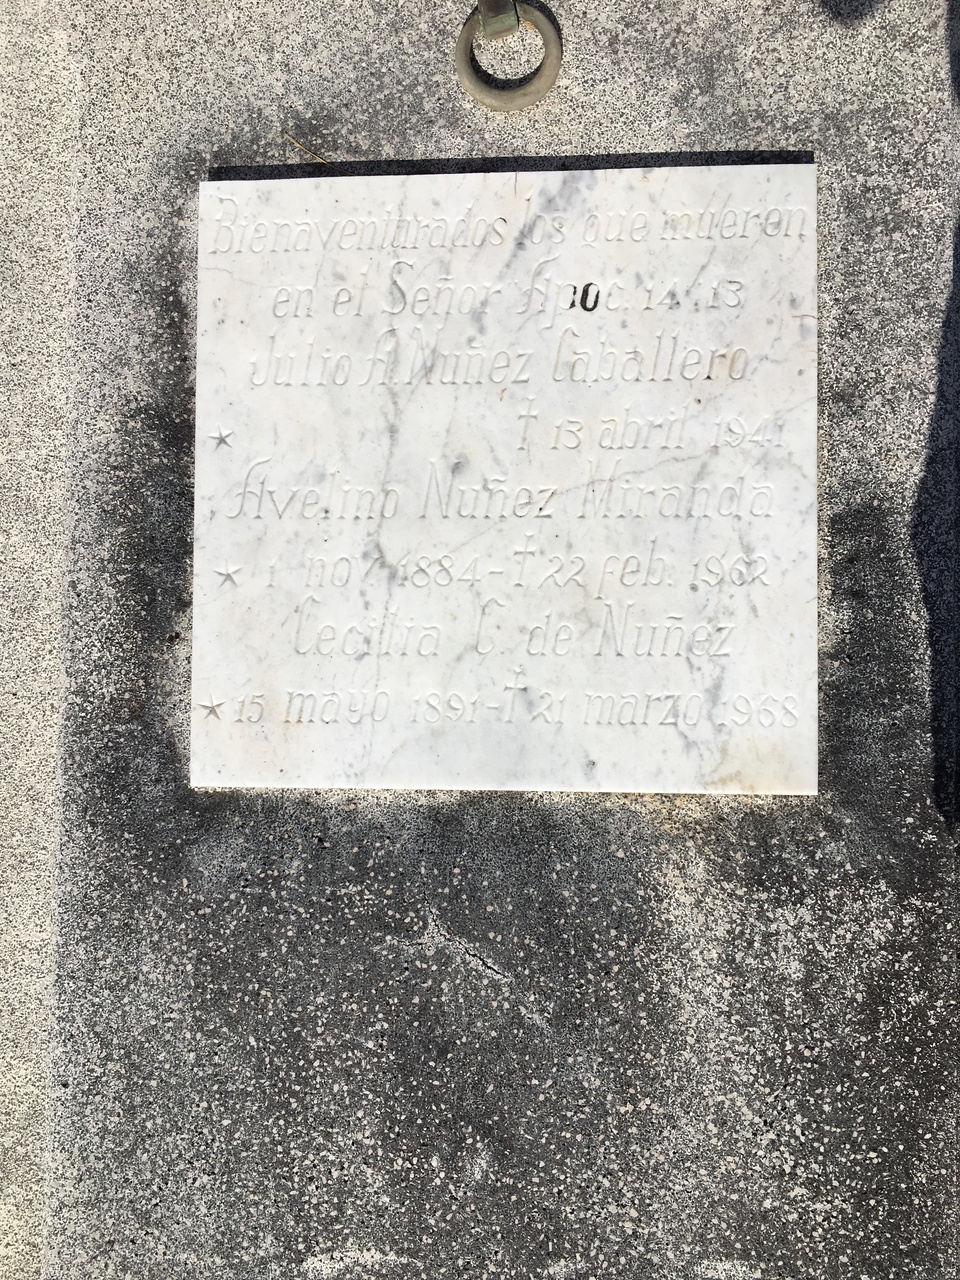 Bienaventurados los que mueren
en el Señor Apoc. 14:13
Julio A. Nuñez Caballero
★ ✝ 13 abril 1941
Avelino Nuñez Miranda
★ 1 nov. 1884-✝22 feb. 1962
Cecilia C. de Nuñez
★ 15 mayo 1891-✝21 marzo 1968